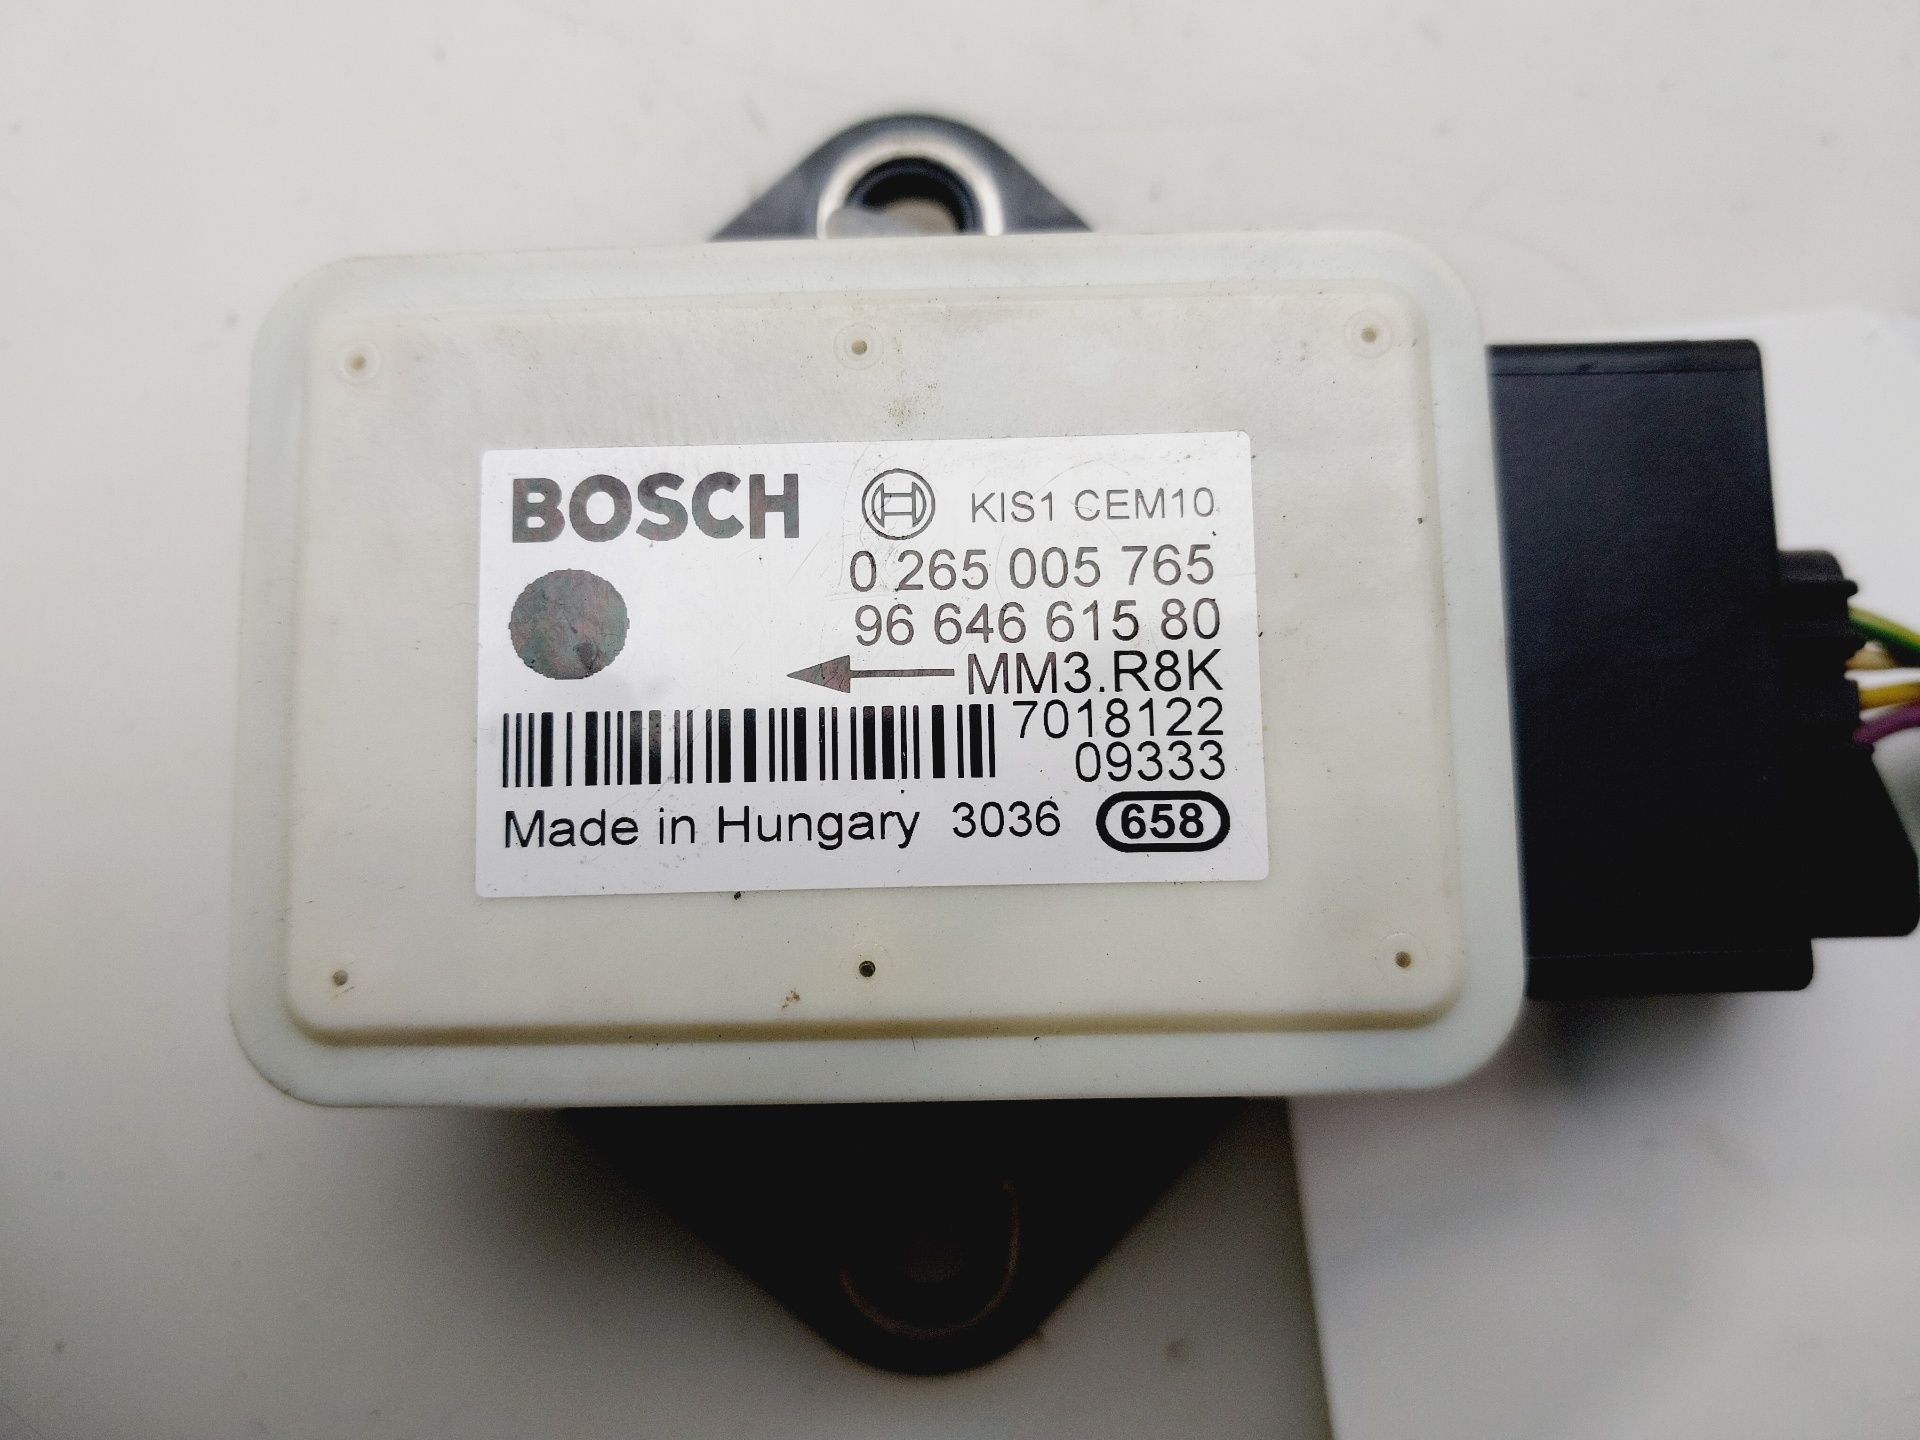 BOSCH KIS1 CEM10
0 265 005 765
96 646 615 80
MM3.R8K
7018122
09333
Made in Hungary 3036 658